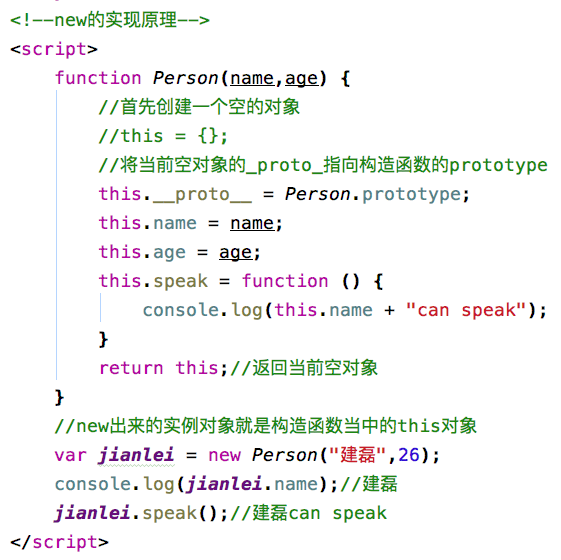 <!--new的实现原理-->
<script>
    function Person(name,age) {
        //首先创建一个空的对象
        //this = {};
        //将当前空对象的_proto_指向构造函数的prototype
        this.__proto__ = Person.prototype;
        this.name = name;
        this.age = age;
        this.speak = function () {
            console.log(this.name + "can speak");
        }
        return this;//返回当前空对象
    }
    //new出来的实例对象就是构造函数当中的this对象
    var jianlei = new Person("建磊",26);
    console.log(jianlei.name);//建磊
    jianlei.speak();//建磊can speak
</script>